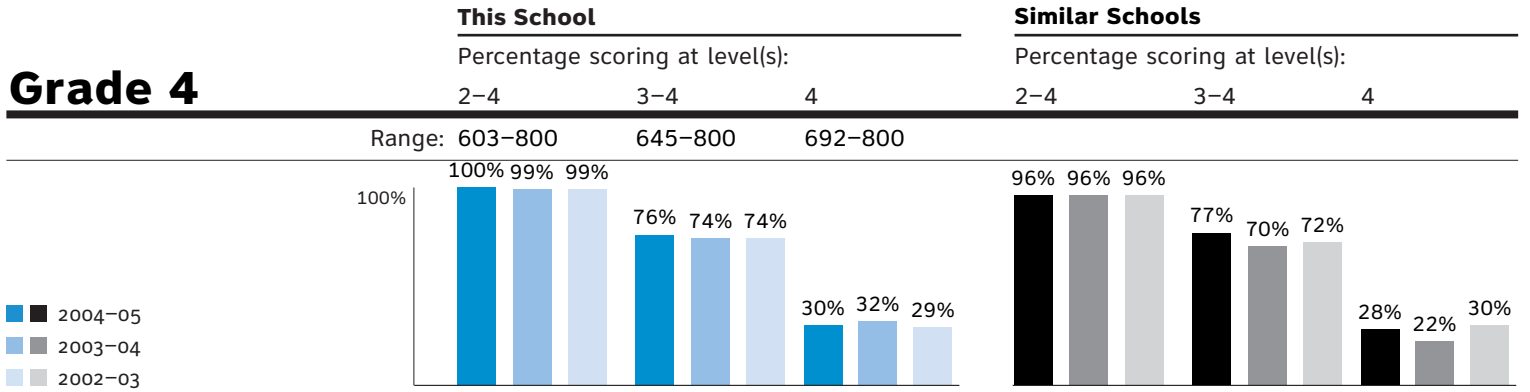 This School Similar Schools
Percentage scoring at level(s): Percentage scoring at level(s):
Grade 4 2–4 3–4 4 2–4 3–4 4
Range: 603–800 645–800 692–800
100% 99% 99% 96% 96% 96%
100%
76% 74% 74% 77% 70% 72%
30% 32% 29% 28% 22% 30%
2004–05
2003–04
2002–03